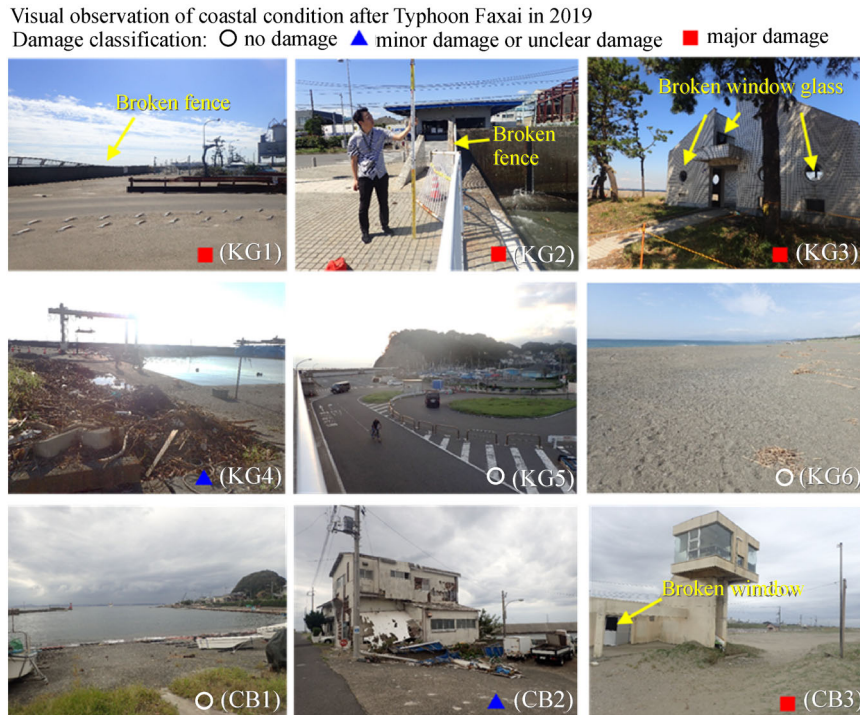 Visual observation of coastal condition after Typhoon Faxai in 2019
Damage classification: ○ no damage ▲ minor damage or unclear damage ■ major damage
Broken fence
(KG1)
Broken fence
(KG2)
Broken window glass
(KG3)
(KG4)
(KG5)
(KG6)
(CB1)
(CB2)
Broken window
(CB3)